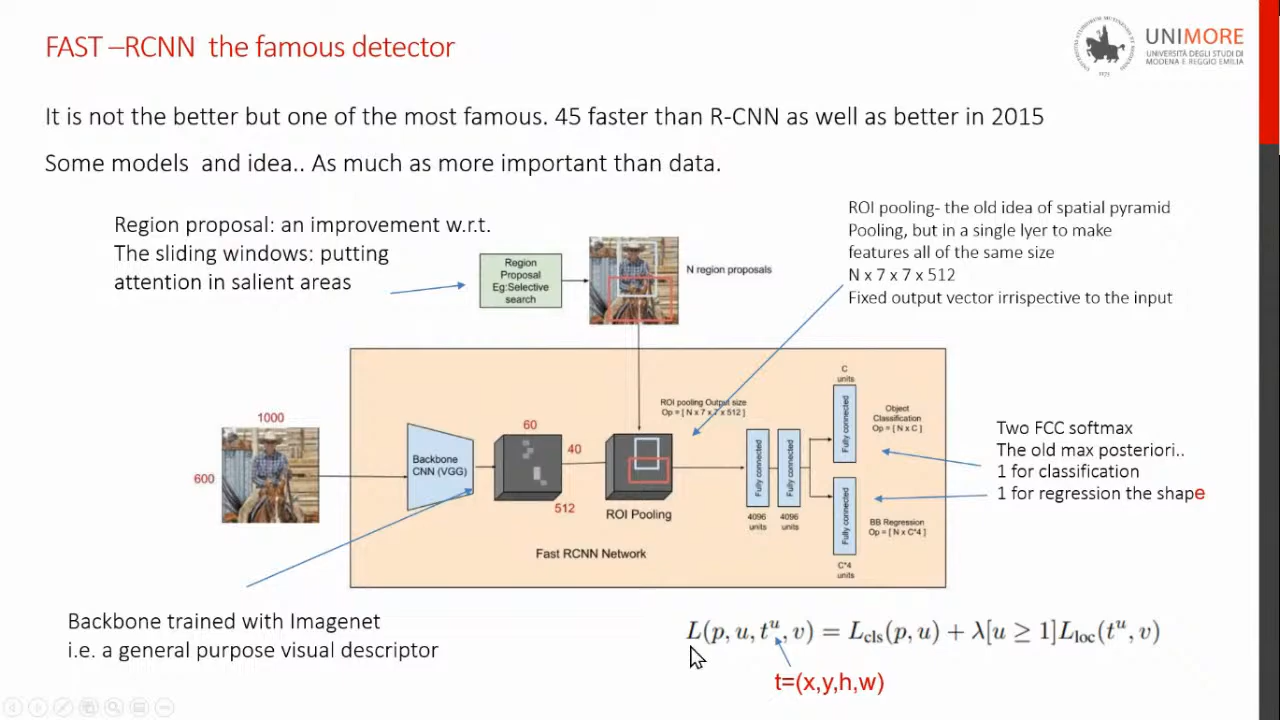 FAST –RCNN the famous detector
UNIMORE
UNIVERSITÀ DEGLI STUDI DI
MODENA E REGGIO EMILIA
It is not the better but one of the most famous. 45 faster than R-CNN as well as better in 2015
Some models and idea.. As much as more important than data.
Region proposal: an improvement w.r.t.
The sliding windows: putting
attention in salient areas
Region
Proposal
Eg:Selective
search
N region proposals
ROI pooling- the old idea of spatial pyramid
Pooling, but in a single lyer to make
features all of the same size
N x 7 x 7 x 512
Fixed output vector irrispective to the input
1000
600
Backbone
CNN (VGG)
60
40
512
ROI pooling Output size
Op = [ N x 7 x 7 x 512 ]
ROI Pooling
Fully connected
4096
units
Fully connected
4096
units
C
units
Fully connected
Object
Classification
Op = [ N x C ]
Fully connected
BB Regression
Op = [ N x C*4 ]
C*4
units
Fast RCNN Network
Two FCC softmax
The old max posteriori..
1 for classification
1 for regression the shape
Backbone trained with Imagenet
i.e. a general purpose visual descriptor
L(p, u, tᵘ, v) = L_cls(p, u) + λ[u ≥ 1]L_loc(tᵘ, v)
t=(x,y,h,w)